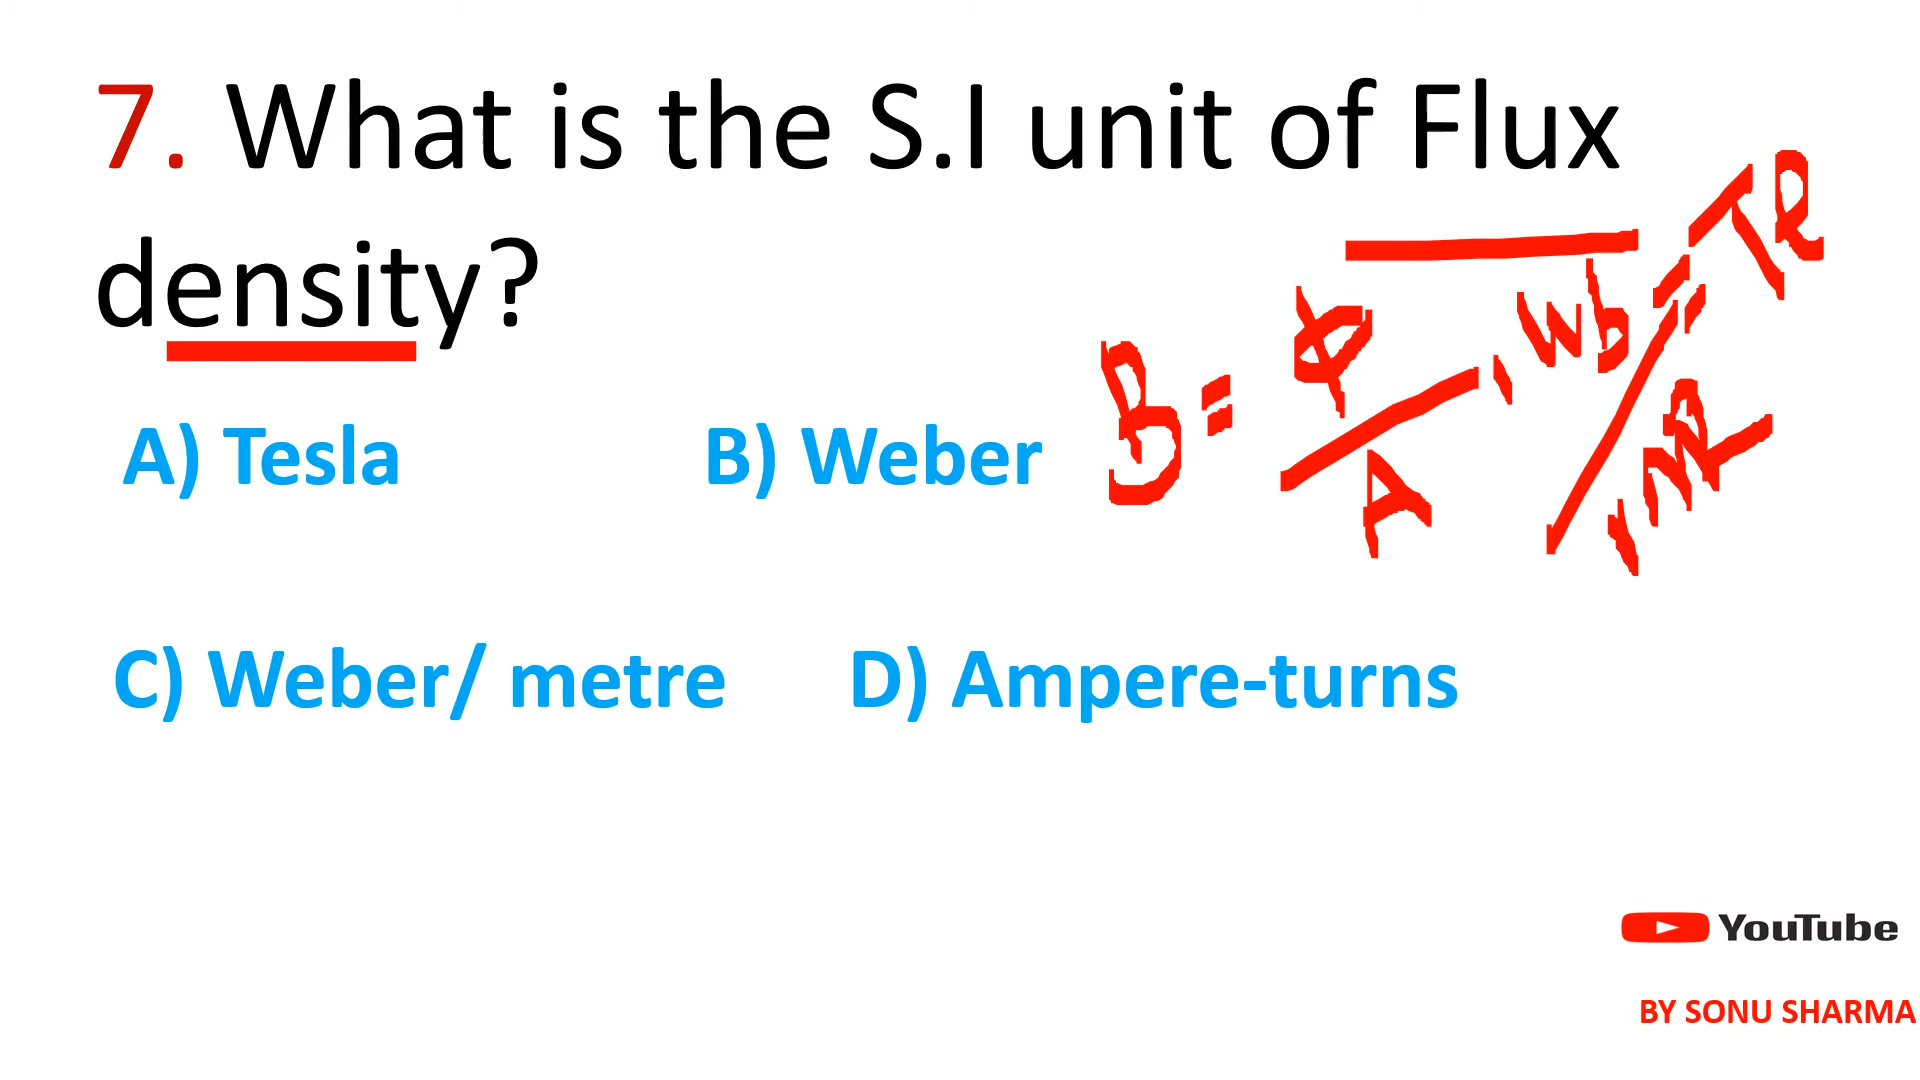 7. What is the S.I unit of Flux
density?
B = Φ/A, Wb/m² = Te
A) Tesla B) Weber
C) Weber/ metre D) Ampere-turns
YouTube
BY SONU SHARMA